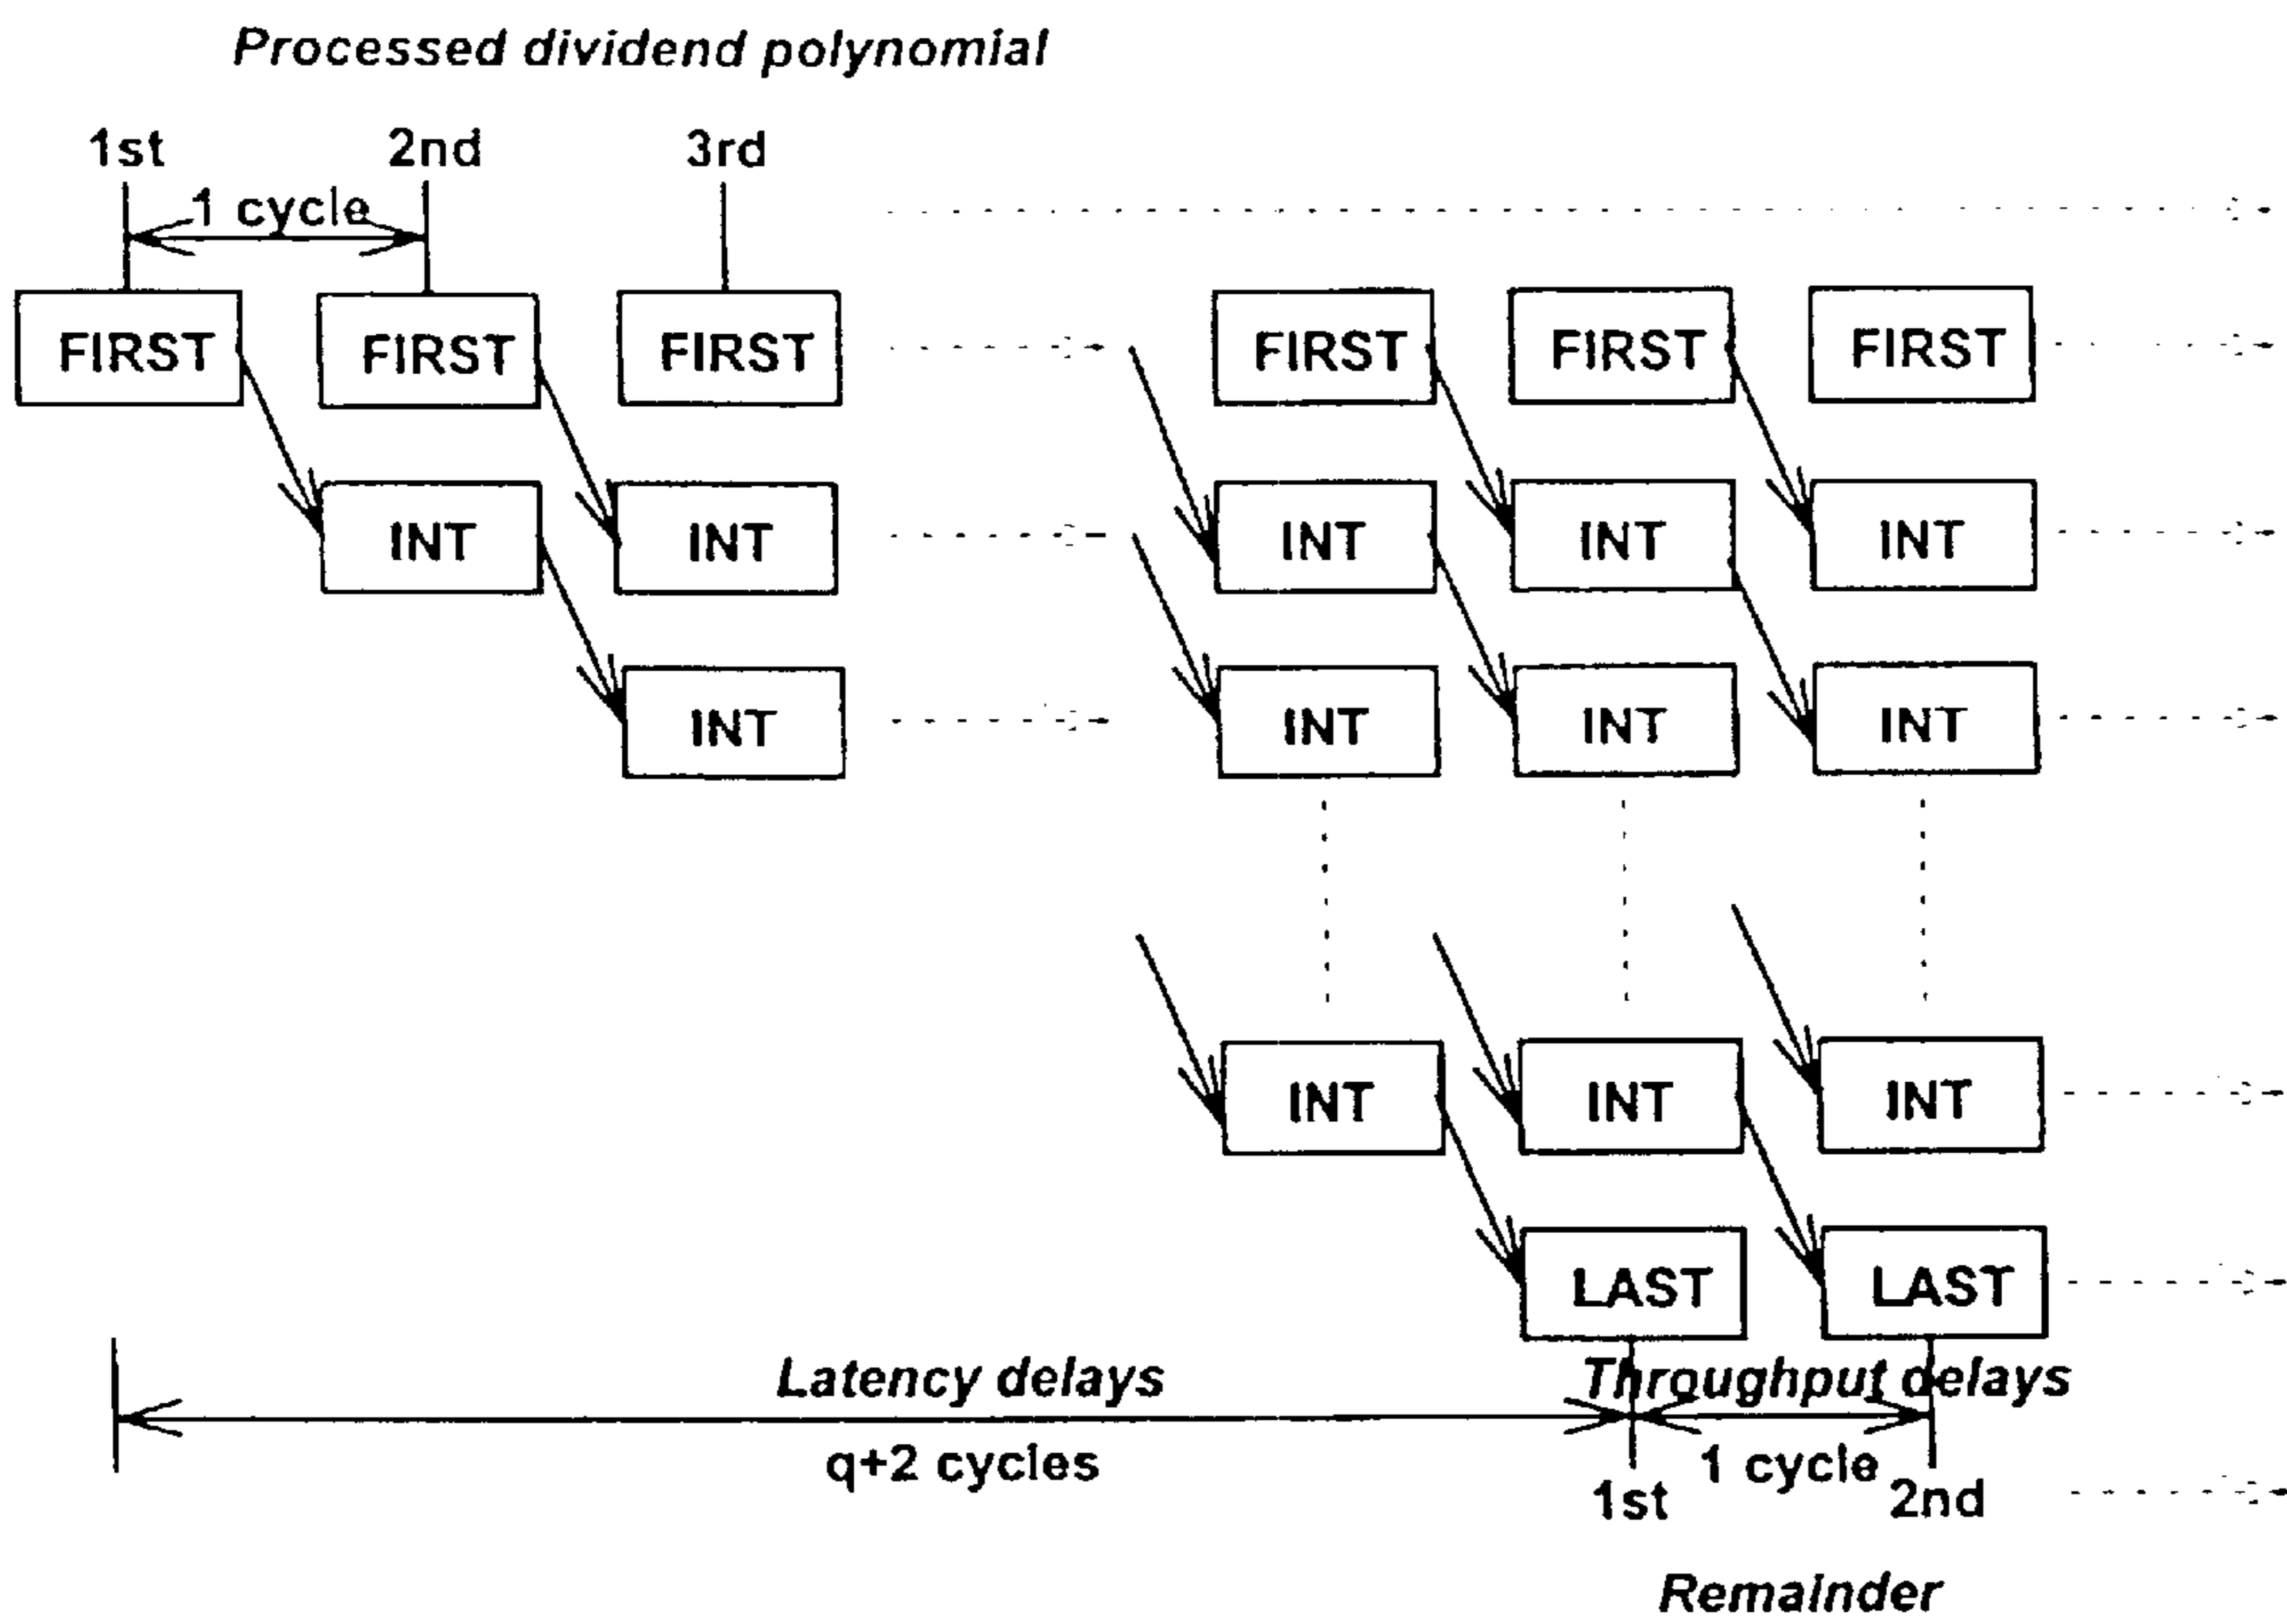 Processed dividend polynomial
1st 2nd 3rd
1 cycle
FIRST FIRST FIRST FIRST FIRST FIRST
INT INT INT INT INT
INT INT INT INT
INT INT INT
LAST LAST
Latency delays Throughput delays
q+2 cycles 1 cycle
1st 2nd
Remainder